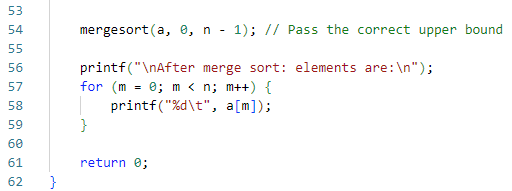 53
54 mergesort(a, 0, n - 1); // Pass the correct upper bound
55
56 printf("\nAfter merge sort: elements are:\n");
57 for (m = 0; m < n; m++) {
58 printf("%d\t", a[m]);
59 }
60
61 return 0;
62 }